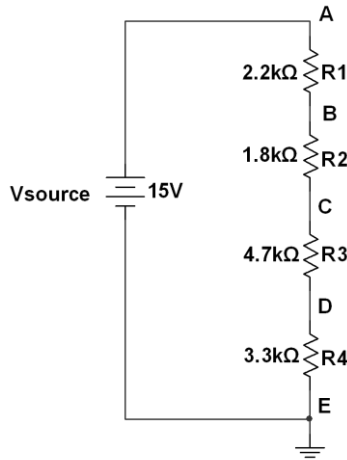 A
2.2kΩ R1
B
1.8kΩ R2
Vsource 15V
C
4.7kΩ R3
D
3.3kΩ R4
E